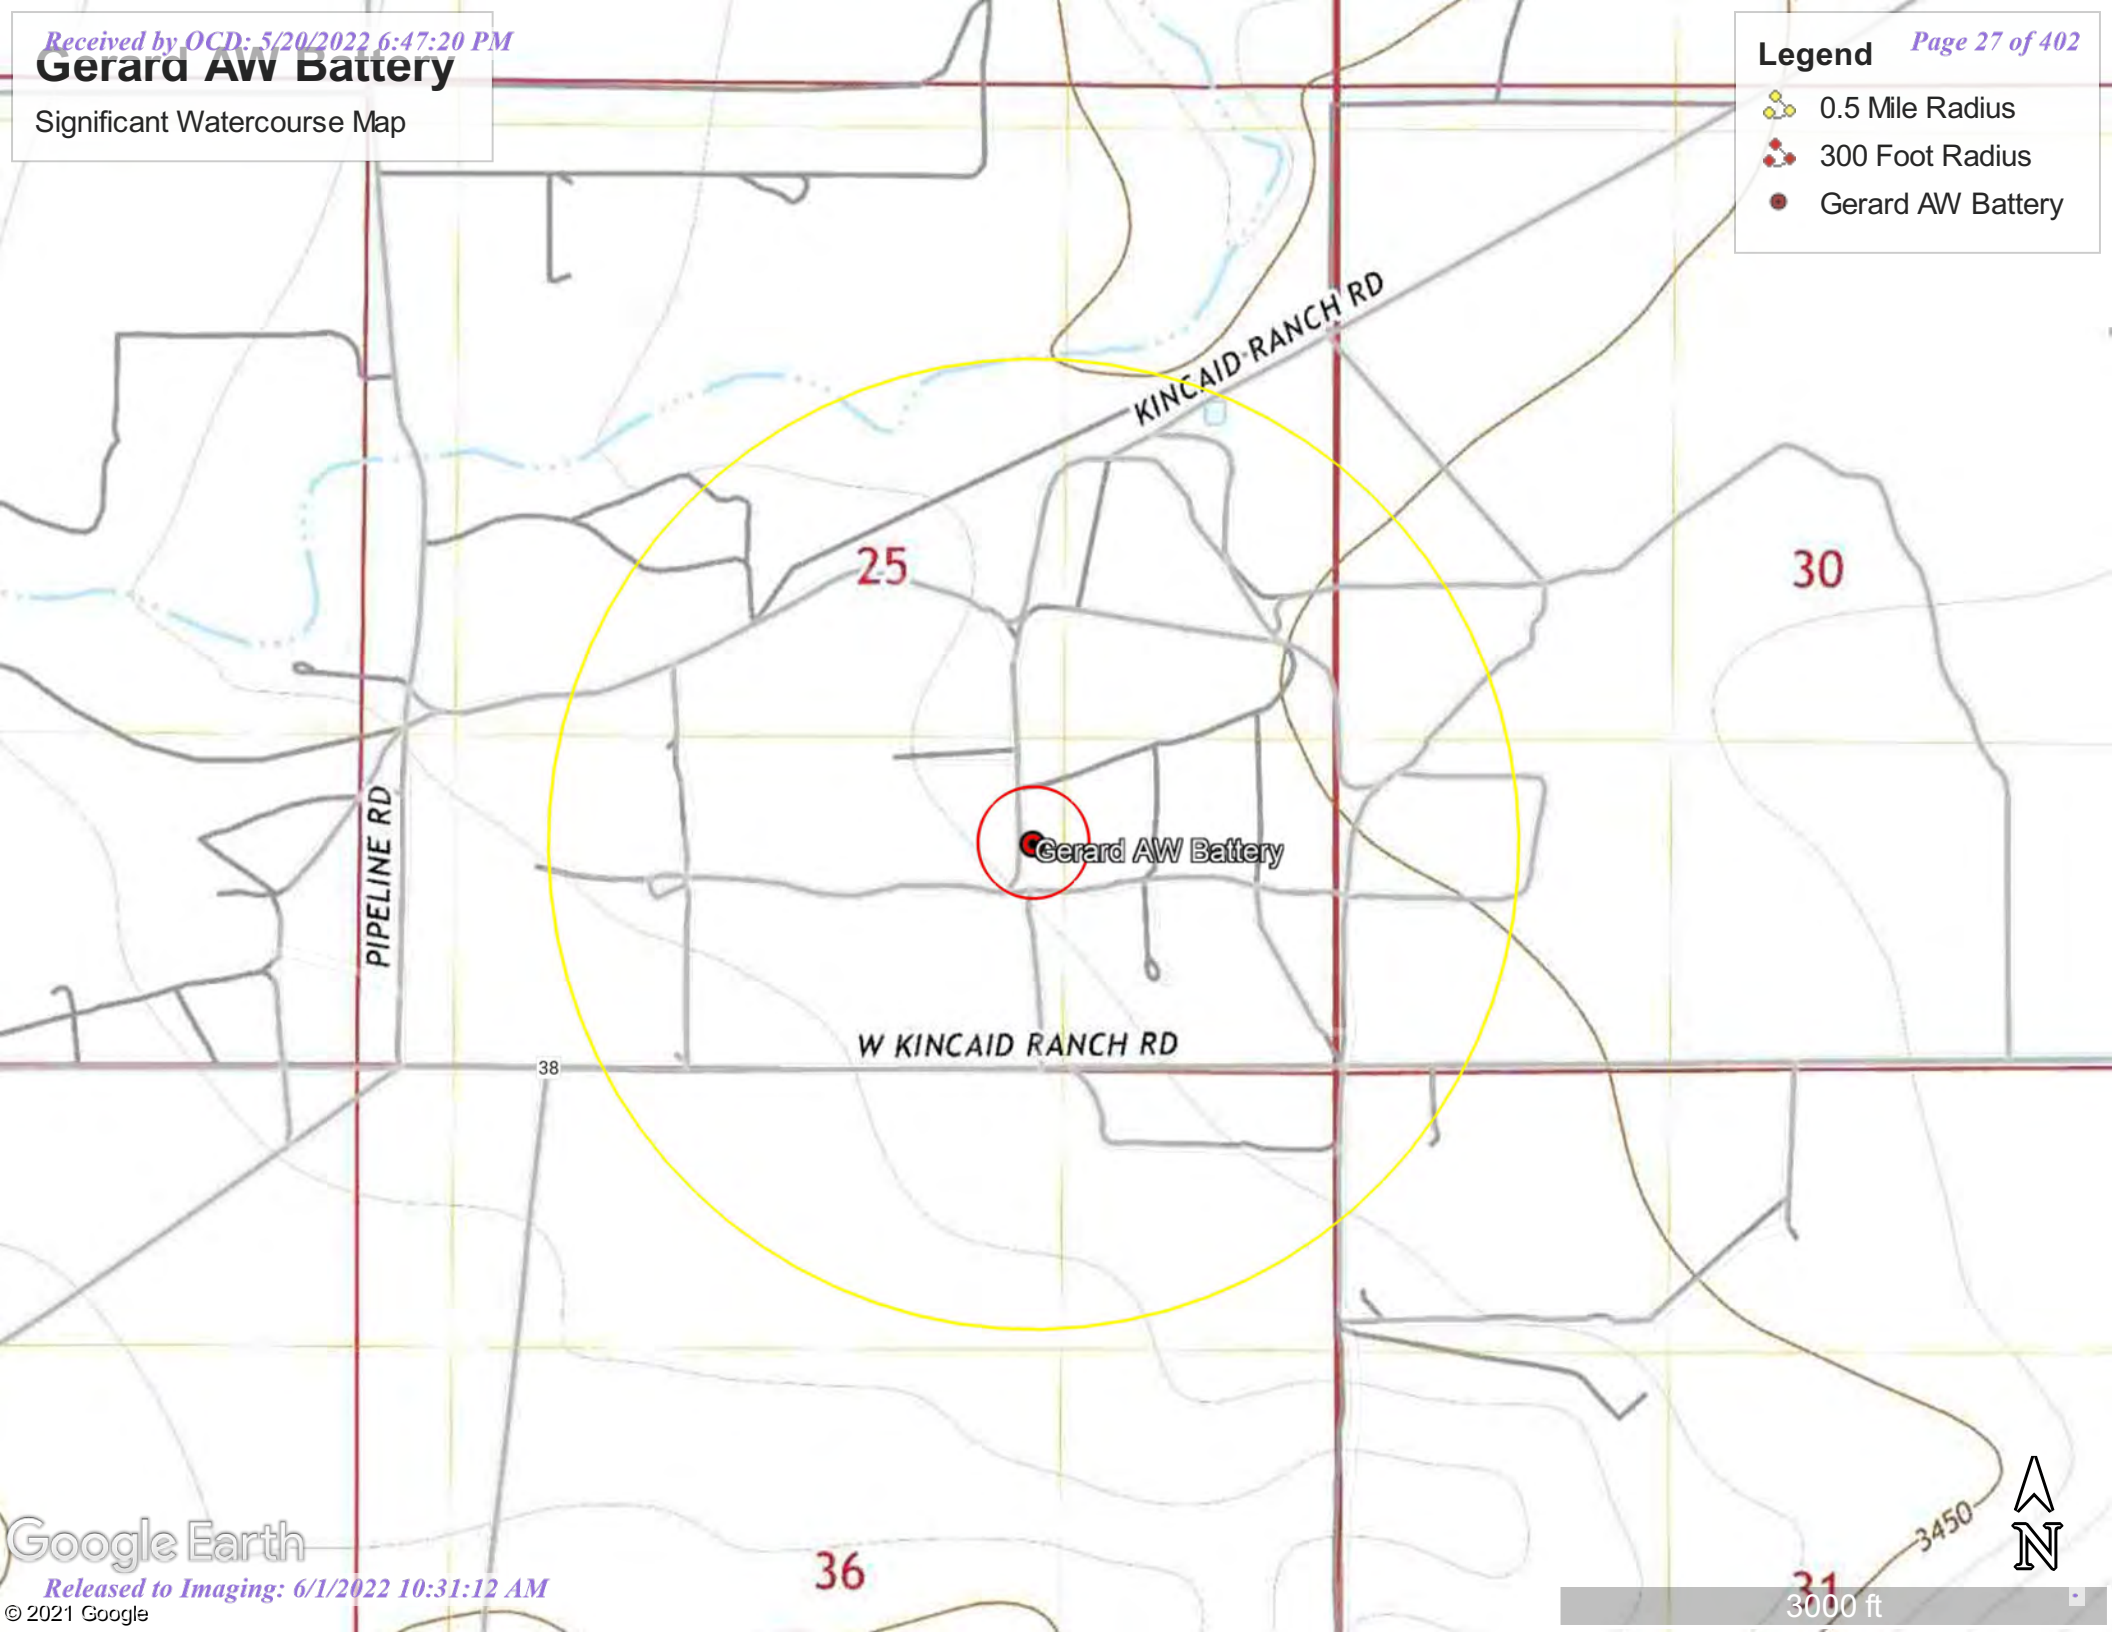 Received by OCD: 5/20/2022 6:47:20 PM
Page 27 of 402
Gerard AW Battery
Significant Watercourse Map
Legend
0.5 Mile Radius
300 Foot Radius
Gerard AW Battery
KINCAID RANCH RD
25
30
PIPELINE RD
Gerard AW Battery
W KINCAID RANCH RD
38
3450
N
36
31
Google Earth
Released to Imaging: 6/1/2022 10:31:12 AM
© 2021 Google
3000 ft